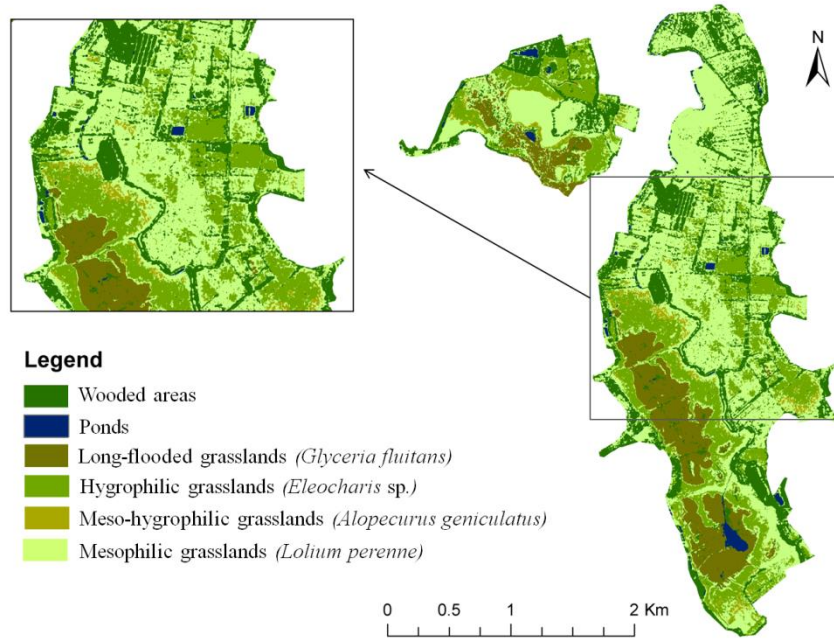 N
Legend
Wooded areas
Ponds
Long-flooded grasslands (Glyceria fluitans)
Hygrophilic grasslands (Eleocharis sp.)
Meso-hygrophilic grasslands (Alopecurus geniculatus)
Mesophilic grasslands (Lolium perenne)
0 0.5 1 2 Km